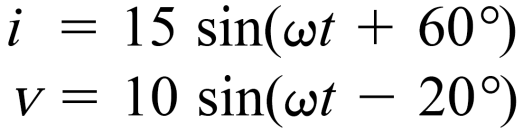 i = 15 sin(ωt + 60°)
v = 10 sin(ωt − 20°)